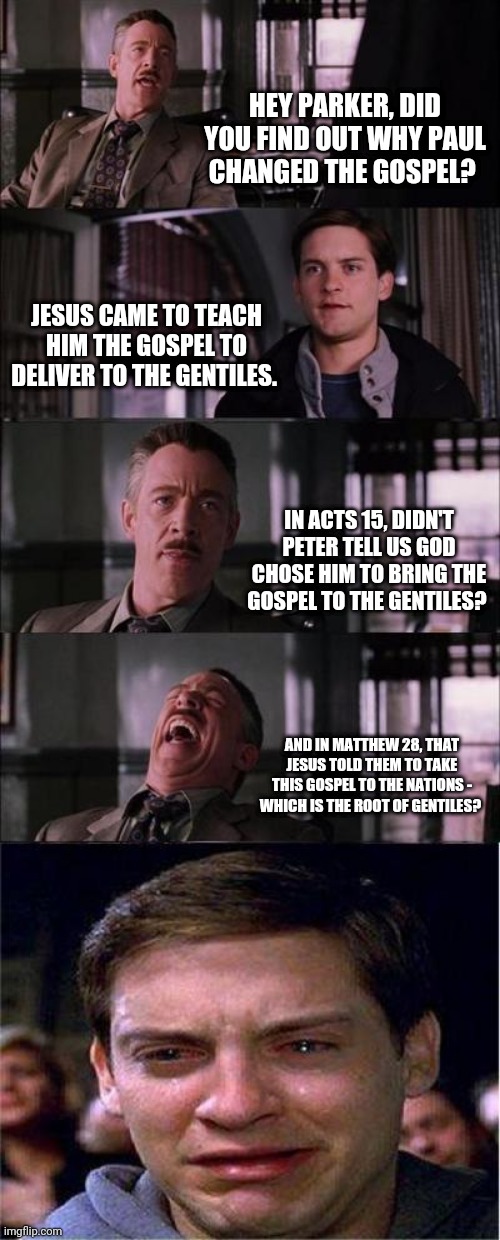 HEY PARKER, DID
YOU FIND OUT WHY PAUL
CHANGED THE GOSPEL?
JESUS CAME TO TEACH
HIM THE GOSPEL TO
DELIVER TO THE GENTILES.
IN ACTS 15, DIDN'T
PETER TELL US GOD
CHOSE HIM TO BRING THE
GOSPEL TO THE GENTILES?
AND IN MATTHEW 28, THAT
JESUS TOLD THEM TO TAKE
THIS GOSPEL TO THE NATIONS -
WHICH IS THE ROOT OF GENTILES?
imgflip.com